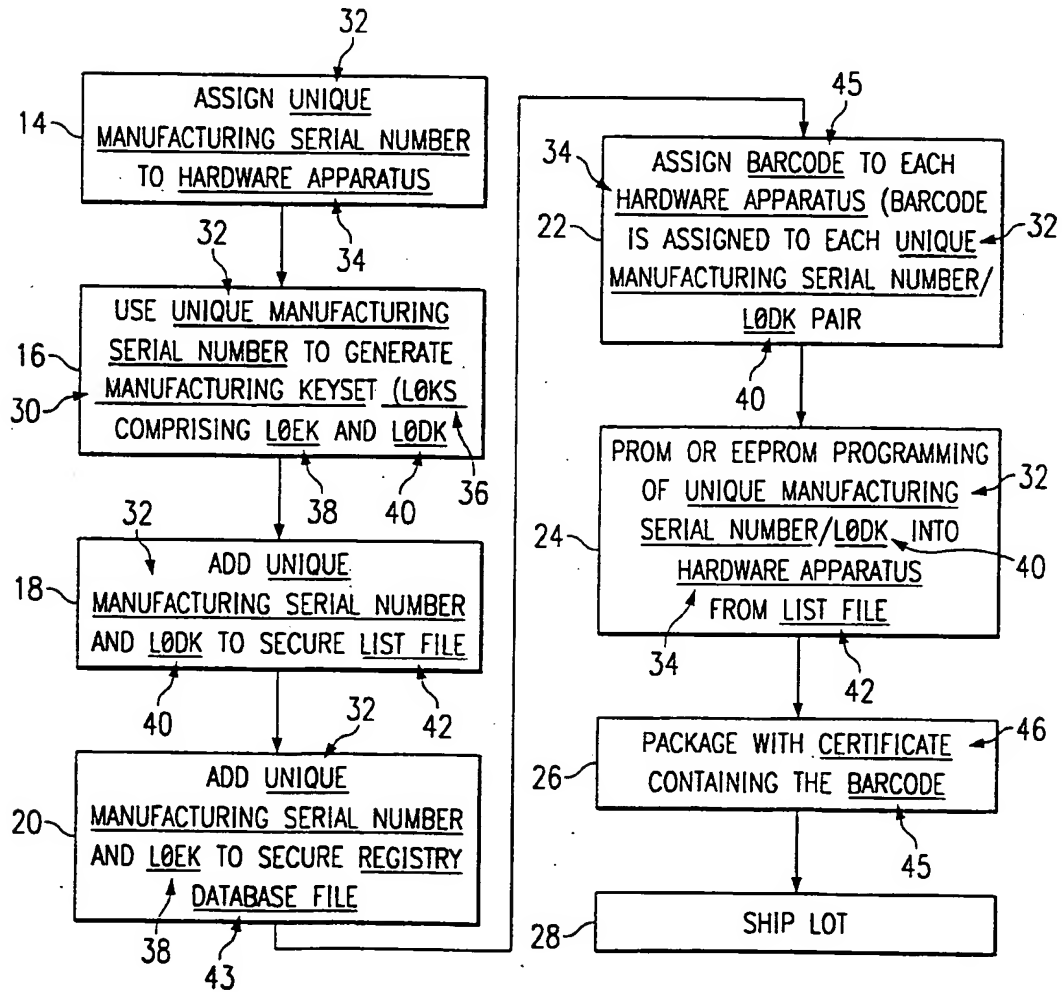 32
14
ASSIGN UNIQUE
MANUFACTURING SERIAL NUMBER
TO HARDWARE APPARATUS
32
34
16
30
USE UNIQUE MANUFACTURING
SERIAL NUMBER TO GENERATE
MANUFACTURING KEYSET (L0KS
COMPRISING L0EK AND L0DK
38
40
36
32
18
ADD UNIQUE
MANUFACTURING SERIAL NUMBER
AND L0DK TO SECURE LIST FILE
40
42
32
20
ADD UNIQUE
MANUFACTURING SERIAL NUMBER
AND L0EK TO SECURE REGISTRY
DATABASE FILE
38
43
45
34
22
ASSIGN BARCODE TO EACH
HARDWARE APPARATUS (BARCODE
IS ASSIGNED TO EACH UNIQUE
MANUFACTURING SERIAL NUMBER/
L0DK PAIR
32
40
24
PROM OR EEPROM PROGRAMMING
OF UNIQUE MANUFACTURING
SERIAL NUMBER/L0DK INTO
HARDWARE APPARATUS
FROM LIST FILE
32
40
34
42
26
PACKAGE WITH CERTIFICATE
CONTAINING THE BARCODE
46
45
28
SHIP LOT